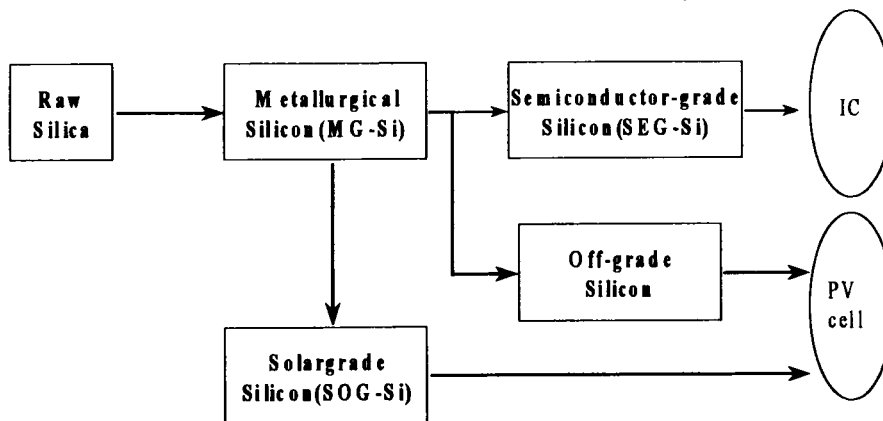 Raw
Silica
Metallurgical
Silicon(MG-Si)
Semiconductor-grade
Silicon(SEG-Si)
IC
Off-grade
Silicon
PV
cell
Solargrade
Silicon(SOG-Si)